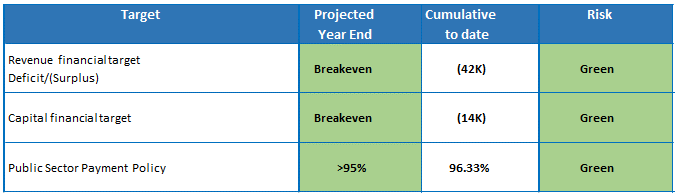 Target Projected Year End Cumulative to date Risk
Revenue financial target
Deficit/(Surplus) Breakeven (42K) Green
Capital financial target Breakeven (14K) Green
Public Sector Payment Policy >95% 96.33% Green